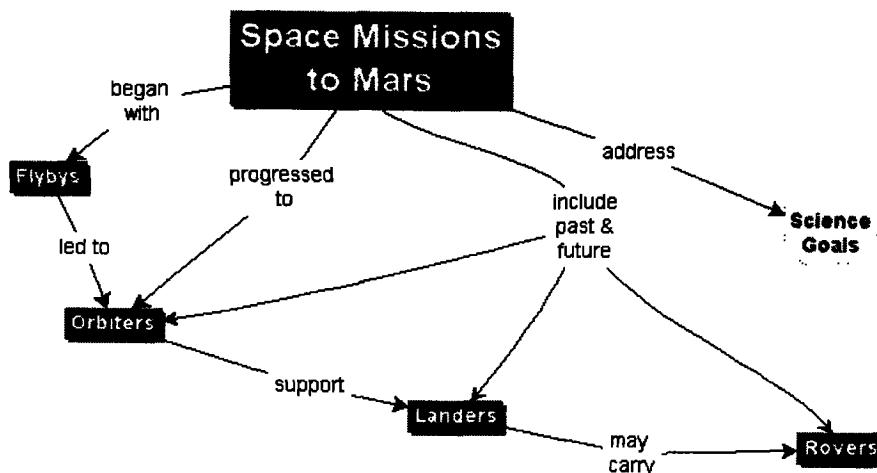 Space Missions
to Mars
began
with
address
Flybys
progressed
to
include
past &
future
Science
Goals
led to
Orbiters
support
Landers
may
carry
Rovers